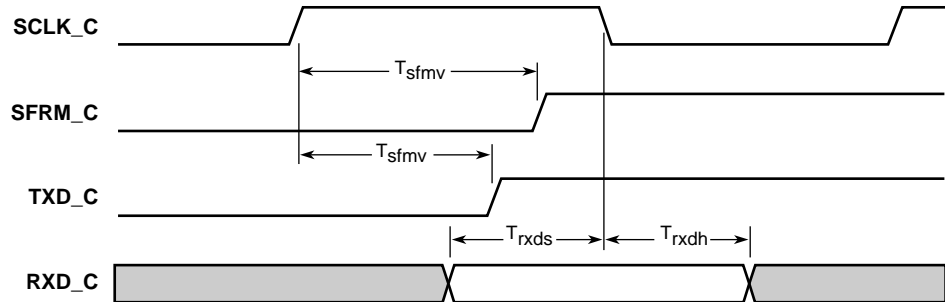 SCLK_C
Tsfmv
SFRM_C
Tsfmv
TXD_C
Trxds
Trxdh
RXD_C